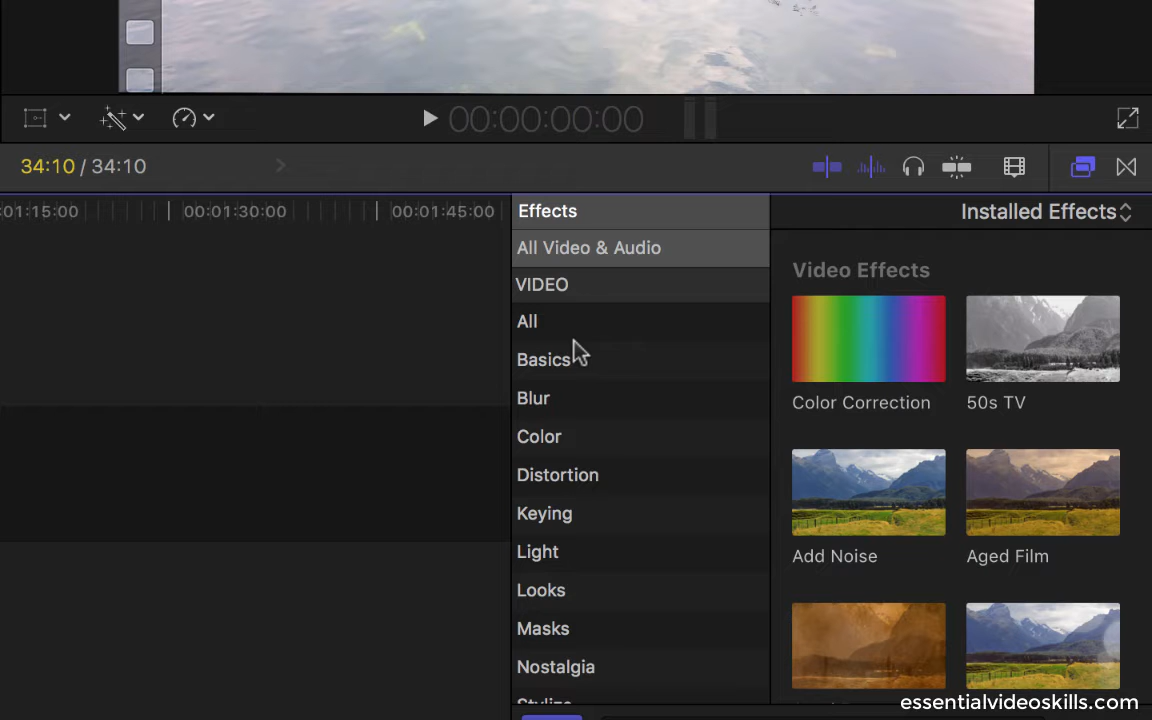 00:00:00:00
34:10 / 34:10
:01:15:00
00:01:30:00
00:01:45:00
Effects
Installed Effects
All Video & Audio
VIDEO
All
Basics
Blur
Color
Distortion
Keying
Light
Looks
Masks
Nostalgia
Stylize
Video Effects
Color Correction
50s TV
Add Noise
Aged Film
essentialvideoskills.com